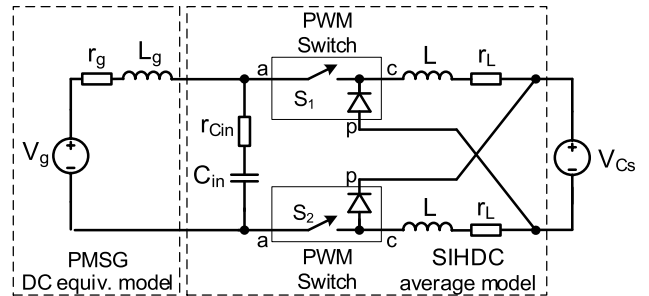 PWM
Switch
r_g
L_g
a
S₁
c
L
r_L
p
r_Cin
V_g
+
−
C_in
+
−
V_Cs
p
S₂
a
c
L
r_L
PMSG
DC equiv. model
PWM
Switch
SIHDC
average model